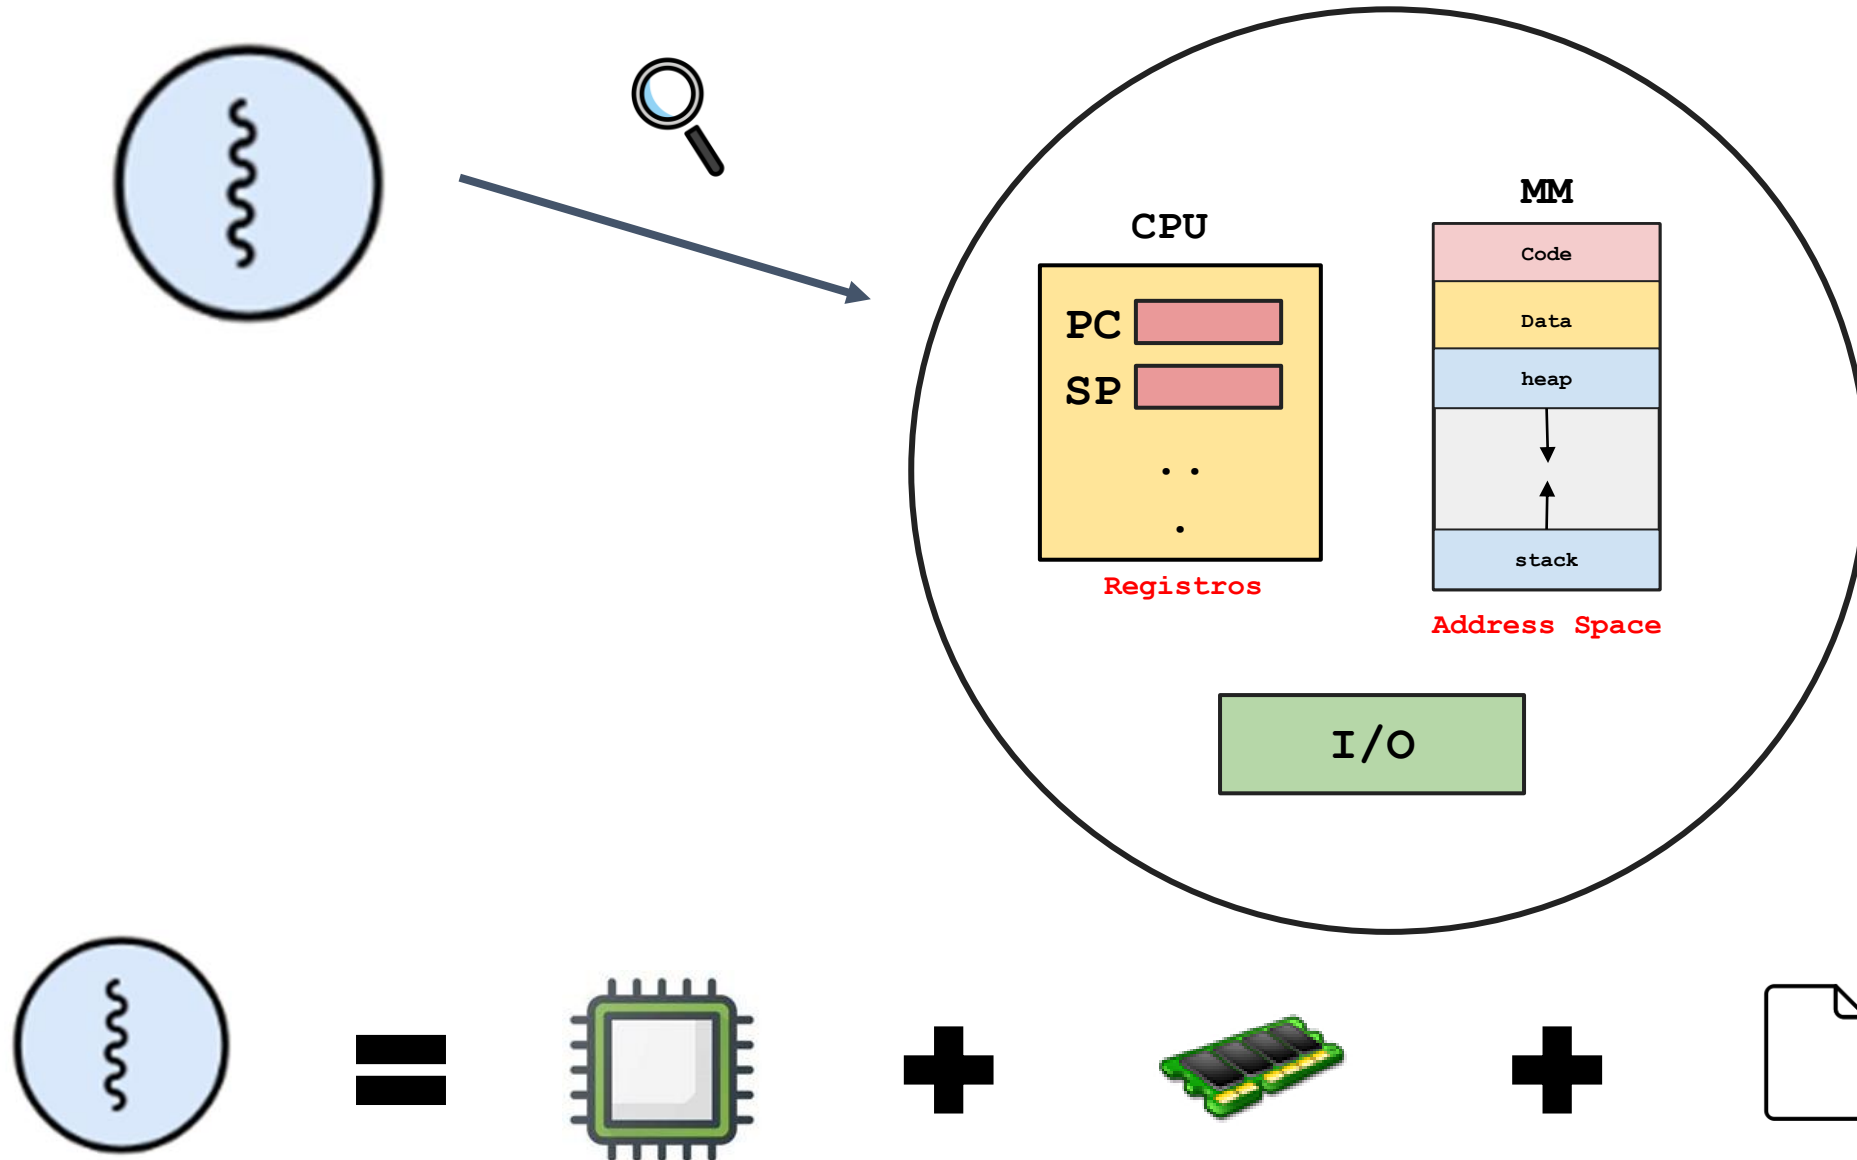 MM
CPU
Code
PC
Data
SP
heap
. .
.
stack
Registros
Address Space
I/O